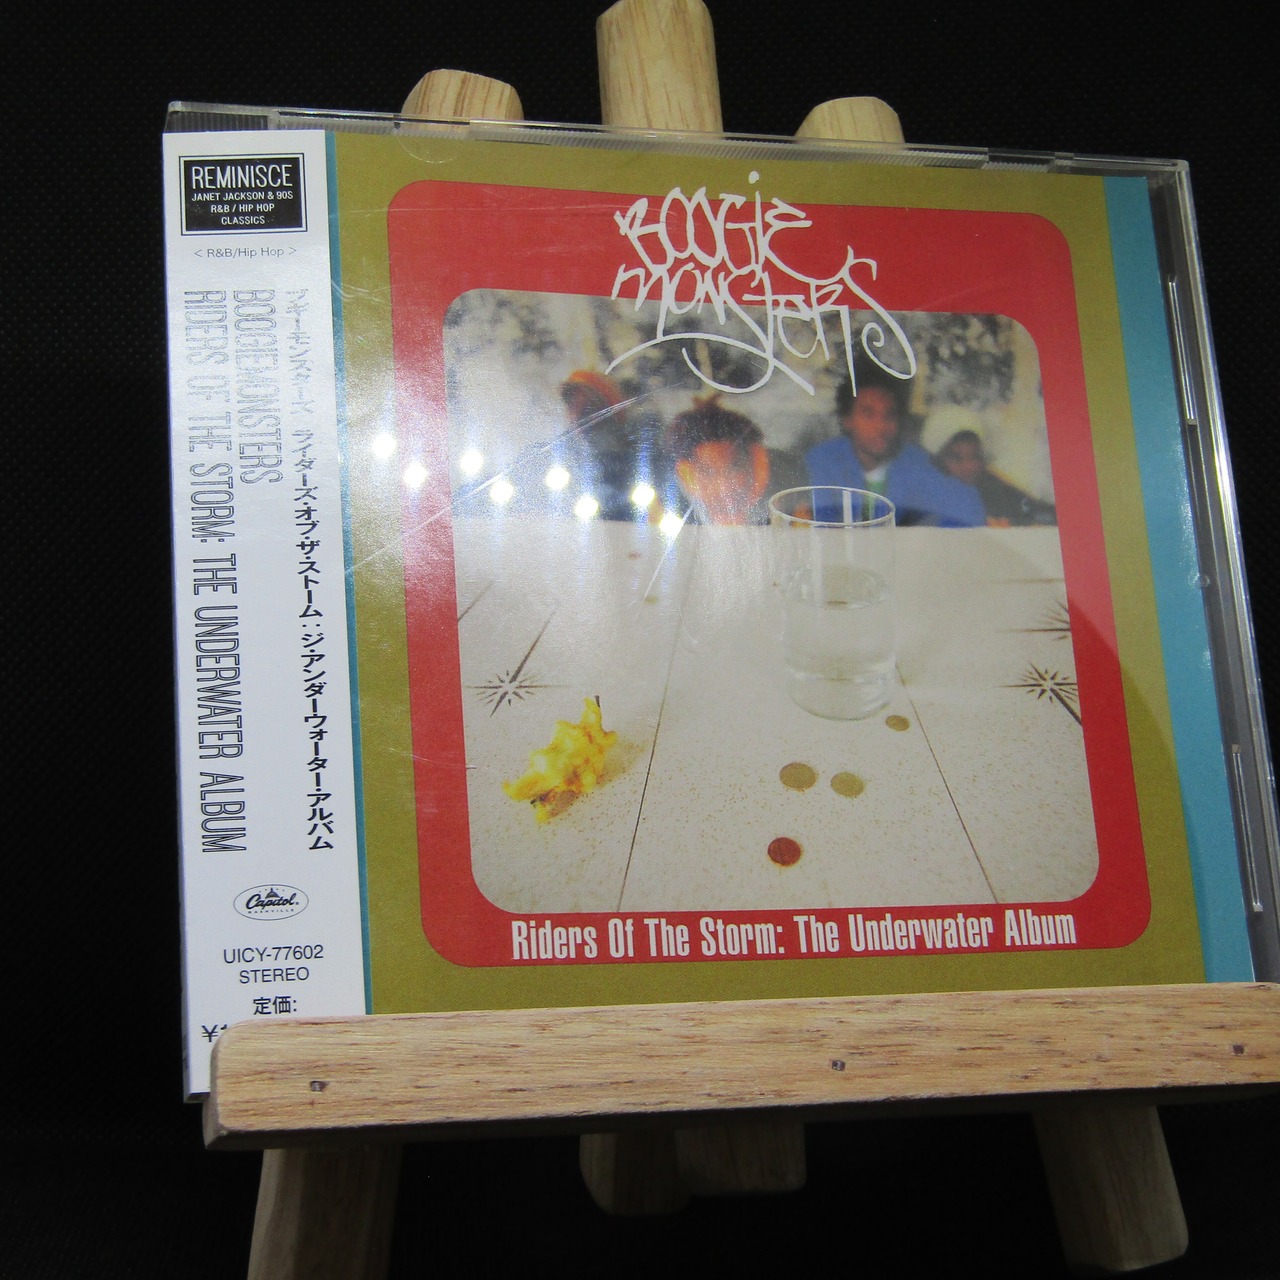 REMINISCE
JANET JACKSON & 90S
R&B / HIP HOP
CLASSICS
< R&B/Hip Hop >
ブギーモンスターズ ライダーズ・オブ・ザ・ストーム：ジ・アンダーウォーター・アルバム
BOOGIEMONSTERS
RIDERS OF THE STORM: THE UNDERWATER ALBUM
Capitol
NASHVILLE
UICY-77602
STEREO
定価:
BOOGiE
MONSTERS
Riders Of The Storm: The Underwater Album